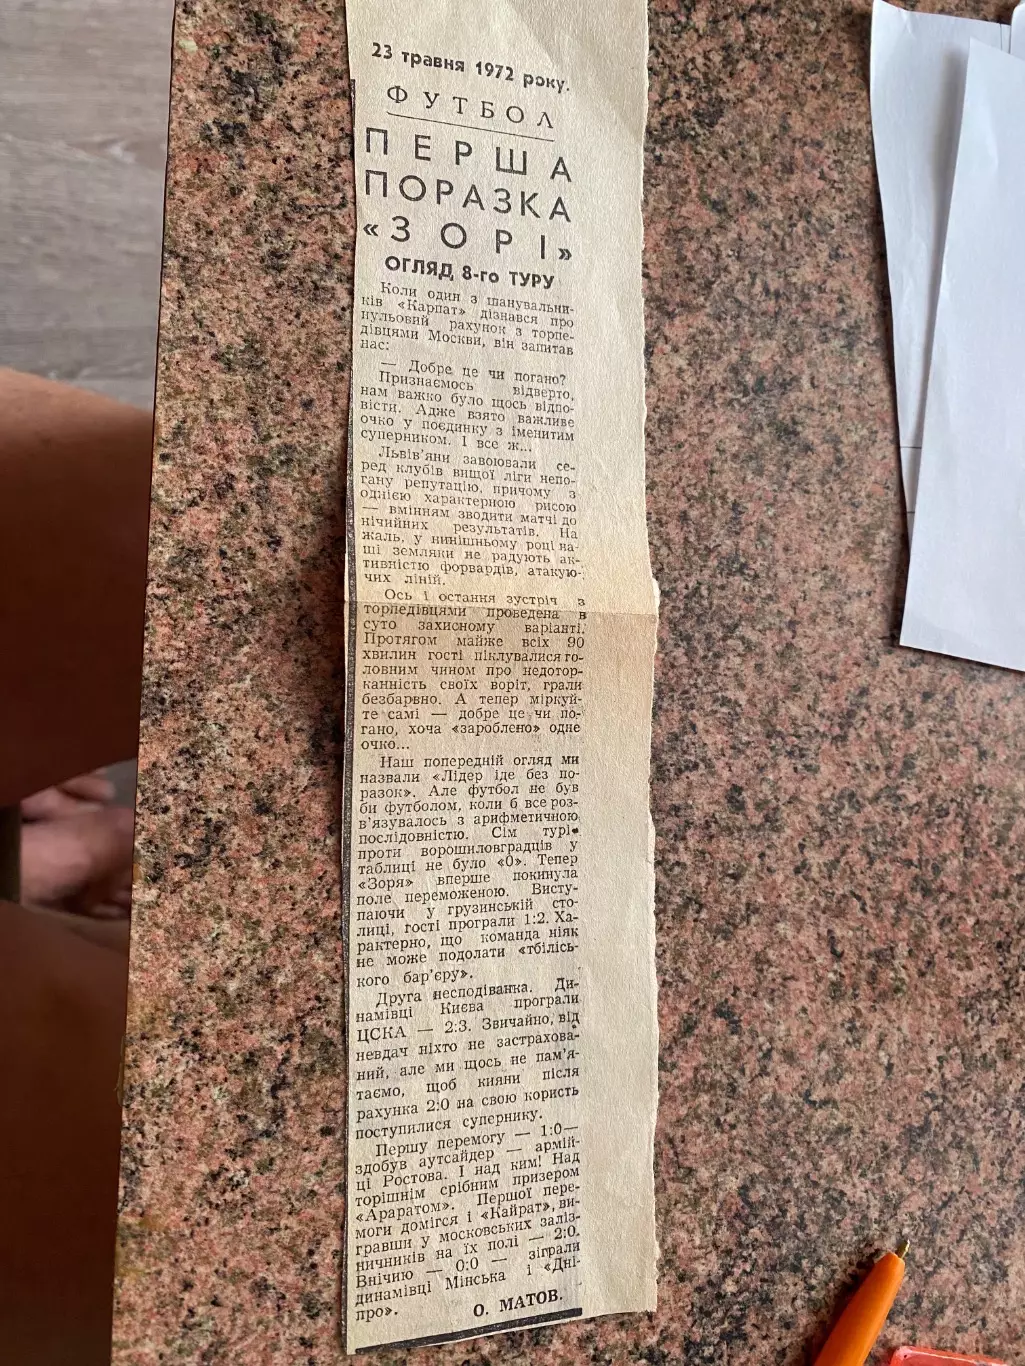 23 травня 1972 року.
ФУТБОЛ
ПЕРША
ПОРАЗКА
«ЗОРІ»
ОГЛЯД 8-го ТУРУ
Коли один з шанувальни-
ків «Карпат» дізнався про
нульовий рахунок з торпе-
дівцями Москви, він запитав
нас:
— Добре це чи погано?
Признаємось відверто,
нам важко було щось відпо-
вісти. Адже взято важливе
очко у поєдинку з іменитим
суперником. І все ж...
Львів'яни завоювали се-
ред клубів вищої ліги непо-
гану репутацію, причому з
однією характерною рисою
— вмінням зводити матчі до
нічийних результатів. На
жаль, у нинішньому році на-
ші земляки не радують ак-
тивністю форвардів, атакую-
чих ліній.
Ось і остання зустріч з
торпедівцями проведена в
суто захисному варіанті.
Протягом майже всіх 90
хвилин гості піклувалися го-
ловним чином про недотор-
канність своїх воріт, грали
безбарвно. А тепер міркуй-
те самі — добре це чи по-
гано, хоча «зароблено» одне
очко...
Наш попередній огляд ми
назвали «Лідер іде без по-
разок». Але футбол не був
би футболом, коли б все роз-
в'язувалось з арифметичною
послідовністю. Сім турів
проти ворошиловградців у
таблиці не було «0». Тепер
«Зоря» вперше покинула
поле переможеною. Висту-
паючи у грузинській сто-
лиці, гості програли 1:2. Ха-
рактерно, що команда ніяк
не може подолати «тбілісь-
кого бар'єру».
Друга несподіванка. Ди-
намівці Києва програли
ЦСКА — 2:3. Звичайно, від
невдач ніхто не застрахова-
ний, але ми щось не пам'я-
таємо, щоб кияни після
рахунка 2:0 на свою користь
поступилися супернику.
Першу перемогу — 1:0—
здобув аутсайдер — армій-
ці Ростова. І над ким! Над
торішнім срібним призером
«Араратом». Першої пере-
моги домігся і «Кайрат», ви-
гравши у московських заліз-
ничників на їх полі — 2:0.
Внічию — 0:0 — зіграли
динамівці Мінська і «Дні-
про».
О. МАТОВ.